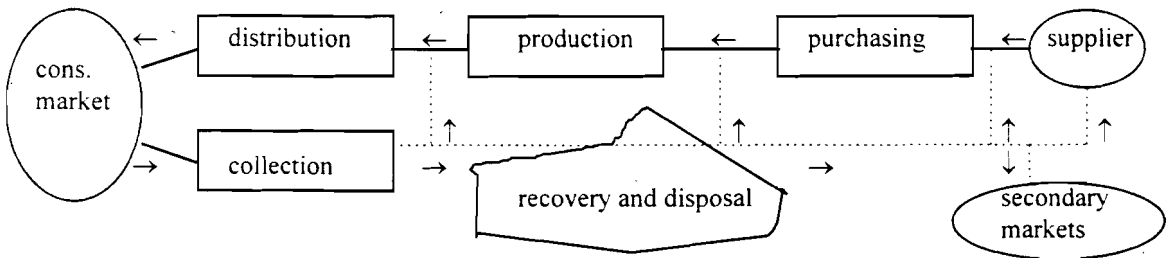 distribution
production
purchasing
supplier
cons.
market
collection
recovery and disposal
secondary
markets